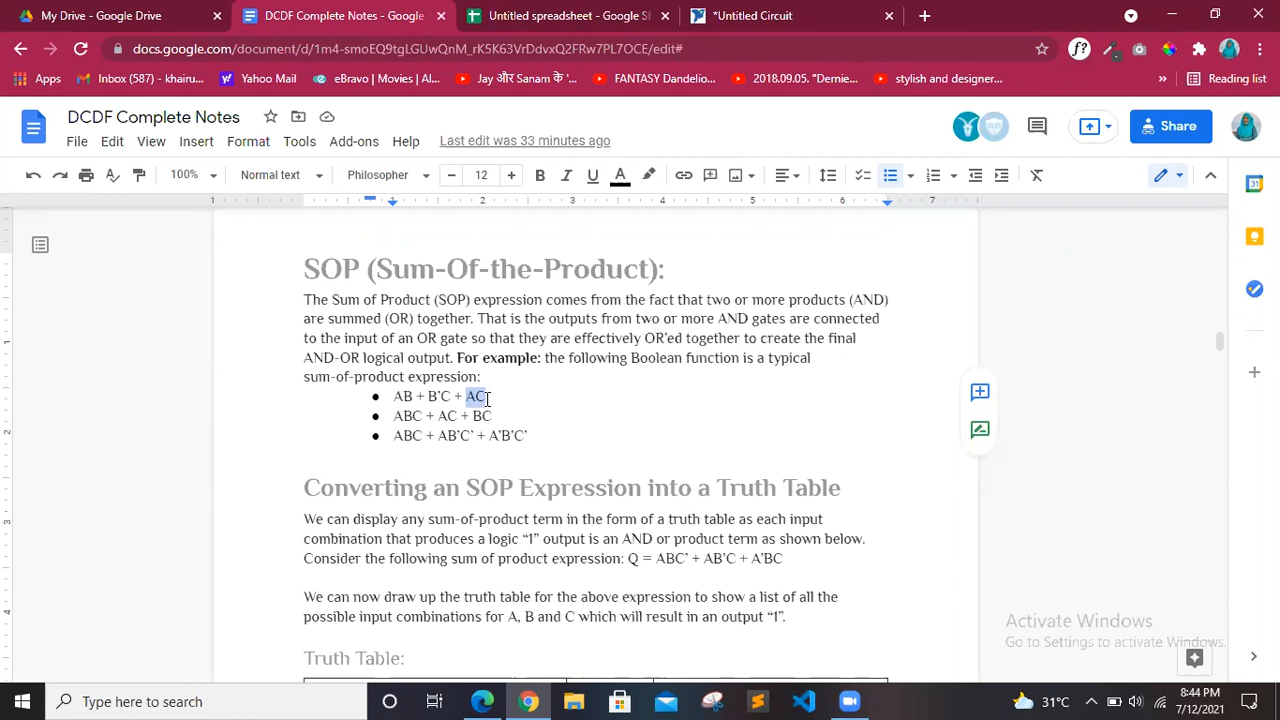 My Drive - Google Drive
DCDF Complete Notes - Google
Untitled spreadsheet - Google Sh
*Untitled Circuit
docs.google.com/document/d/1m4-smoEQ9tgLGUwQnM_rK5K63VrDdvxQ2FRw7PL7OCE/edit#
Apps
Inbox (587) - khairu...
Yahoo Mail
eBravo | Movies | Al...
Jay और Sanam के '...
FANTASY Dandelio...
2018.09.05. "Dernie...
stylish and designer...
Reading list
DCDF Complete Notes
File Edit View Insert Format Tools Add-ons Help Last edit was 33 minutes ago
Share
100% Normal text Philosopher 12
1 1 2 3 4 5 6 7
SOP (Sum-Of-the-Product):
The Sum of Product (SOP) expression comes from the fact that two or more products (AND)
are summed (OR) together. That is the outputs from two or more AND gates are connected
to the input of an OR gate so that they are effectively OR'ed together to create the final
AND-OR logical output. For example: the following Boolean function is a typical
sum-of-product expression:
● AB + B'C + AC
● ABC + AC + BC
● ABC + AB'C' + A'B'C'
Converting an SOP Expression into a Truth Table
We can display any sum-of-product term in the form of a truth table as each input
combination that produces a logic “1” output is an AND or product term as shown below.
Consider the following sum of product expression: Q = ABC' + AB'C + A'BC
We can now draw up the truth table for the above expression to show a list of all the
possible input combinations for A, B and C which will result in an output “1”.
Truth Table:
Activate Windows
Go to Settings to activate Windows.
Type here to search
31°C
8:44 PM
7/12/2021